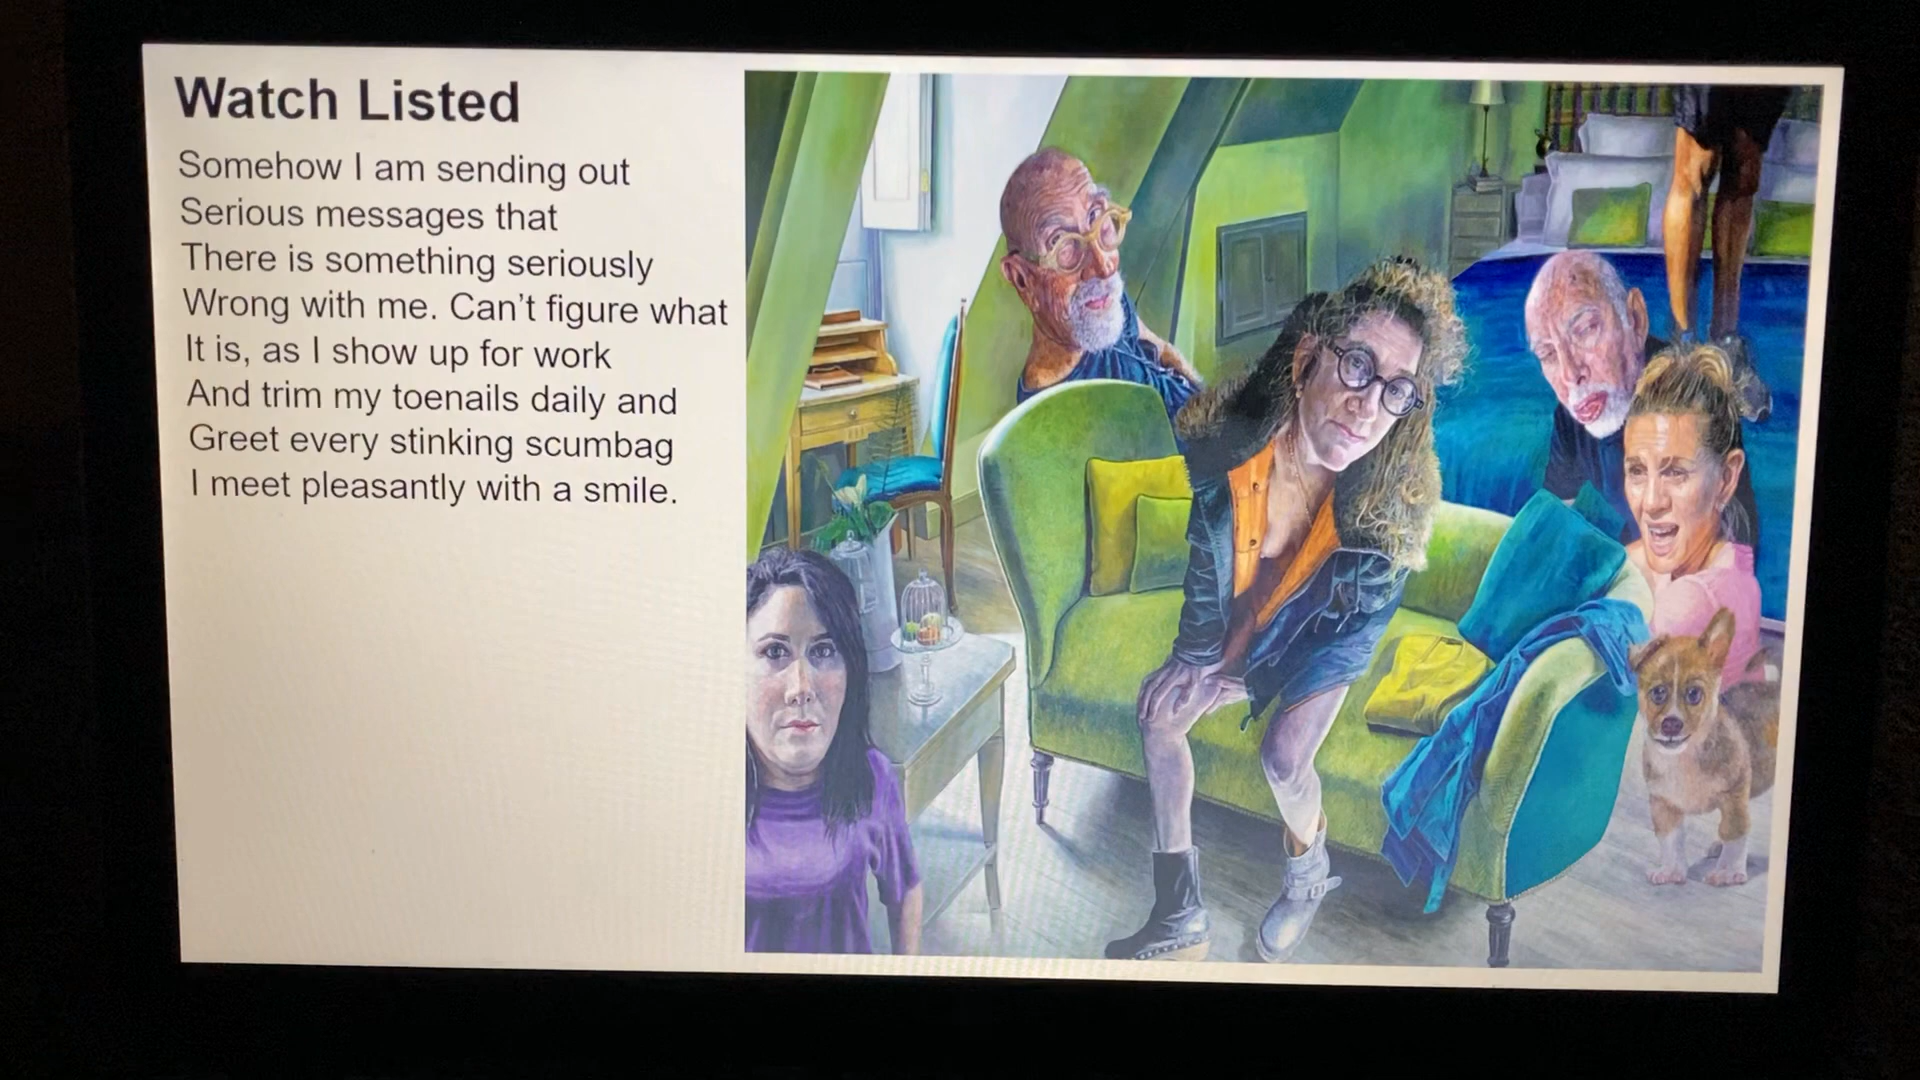 Watch Listed
Somehow I am sending out
Serious messages that
There is something seriously
Wrong with me. Can’t figure what
It is, as I show up for work
And trim my toenails daily and
Greet every stinking scumbag
I meet pleasantly with a smile.